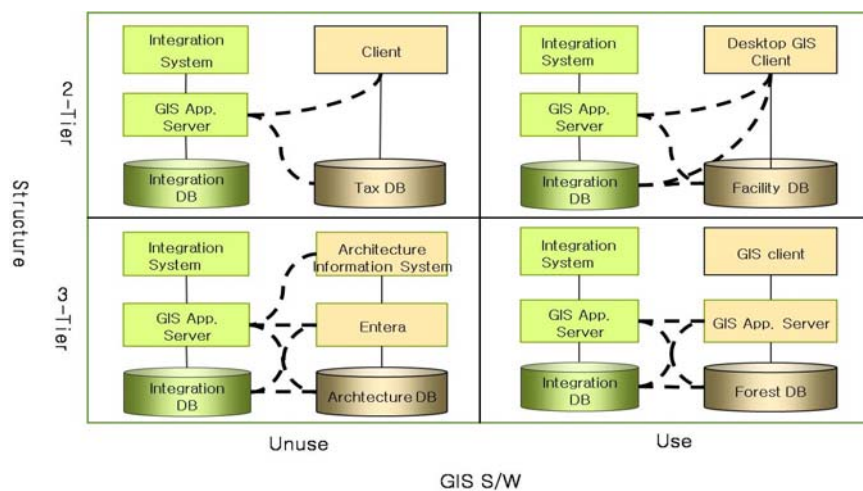 Structure
2-Tier
Integration
System
GIS App.
Server
Integration
DB
Client
Tax DB
Integration
System
GIS App.
Server
Integration
DB
Desktop GIS
Client
Facility DB
3-Tier
Integration
System
GIS App.
Server
Integration
DB
Architecture
Information System
Entera
Archtecture DB
Integration
System
GIS App.
Server
Integration
DB
GIS client
GIS App. Server
Forest DB
Unuse
Use
GIS S/W